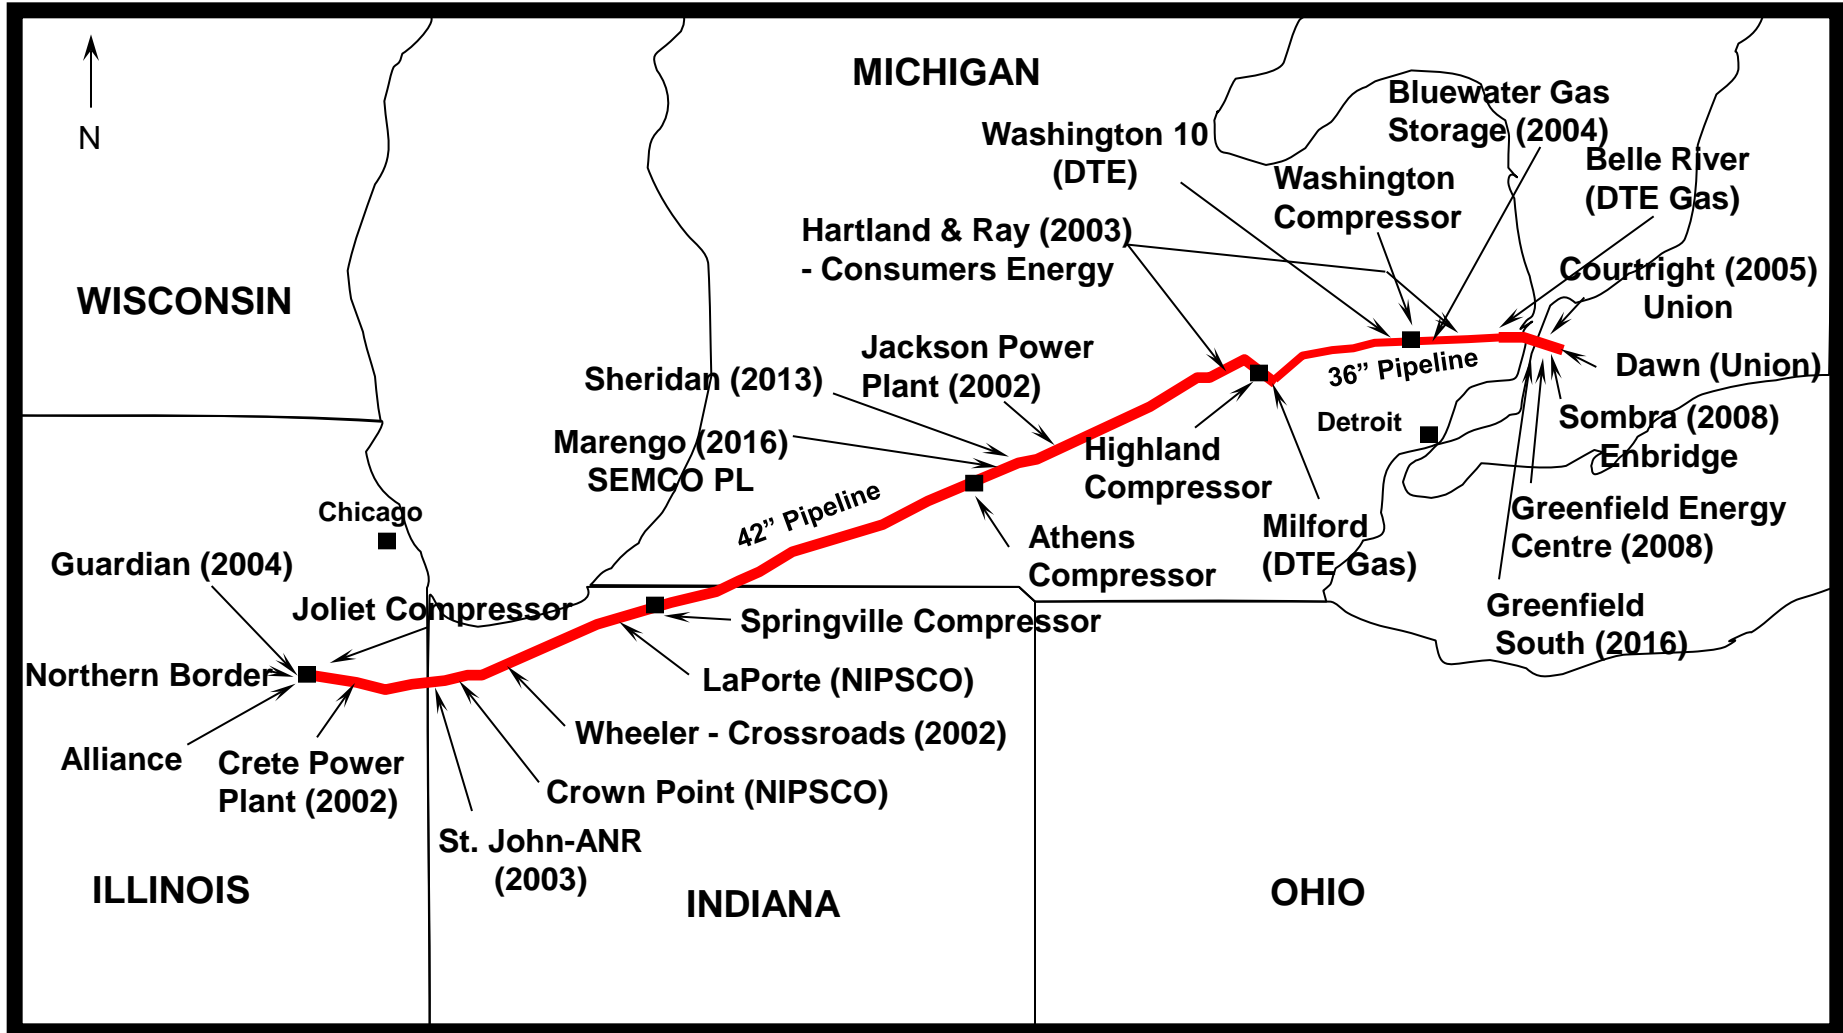 MICHIGAN
Bluewater Gas
Storage (2004)
N
Washington 10
(DTE)
Belle River
(DTE Gas)
Washington
Compressor
Hartland & Ray (2003)
- Consumers Energy
Courtright (2005)
Union
WISCONSIN
Jackson Power
Plant (2002)
Sheridan (2013)
36” Pipeline
Dawn (Union)
Detroit
Sombra (2008)
Enbridge
Marengo (2016)
SEMCO PL
Highland
Compressor
42” Pipeline
Chicago
Greenfield Energy
Centre (2008)
Milford
(DTE Gas)
Athens
Compressor
Guardian (2004)
Joliet Compressor
Springville Compressor
Greenfield
South (2016)
Northern Border
LaPorte (NIPSCO)
Wheeler - Crossroads (2002)
Alliance
Crete Power
Plant (2002)
Crown Point (NIPSCO)
St. John-ANR
(2003)
ILLINOIS
INDIANA
OHIO